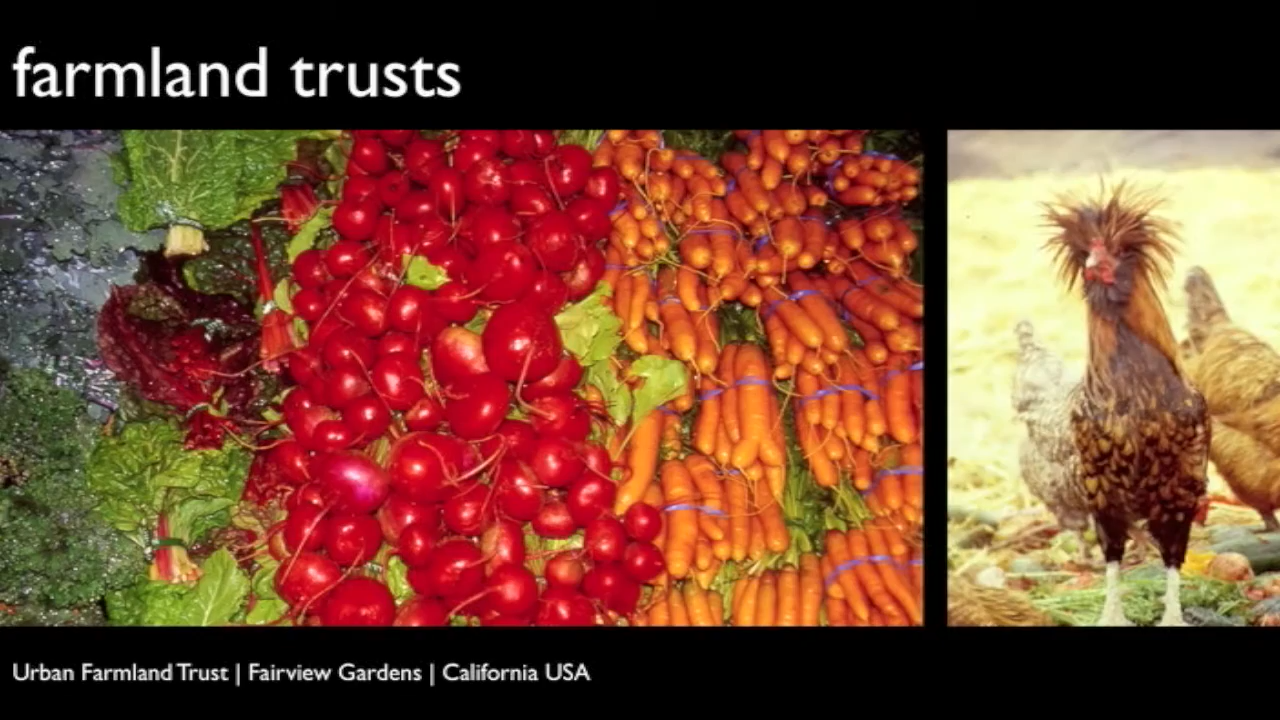 farmland trusts
Urban Farmland Trust | Fairview Gardens | California USA